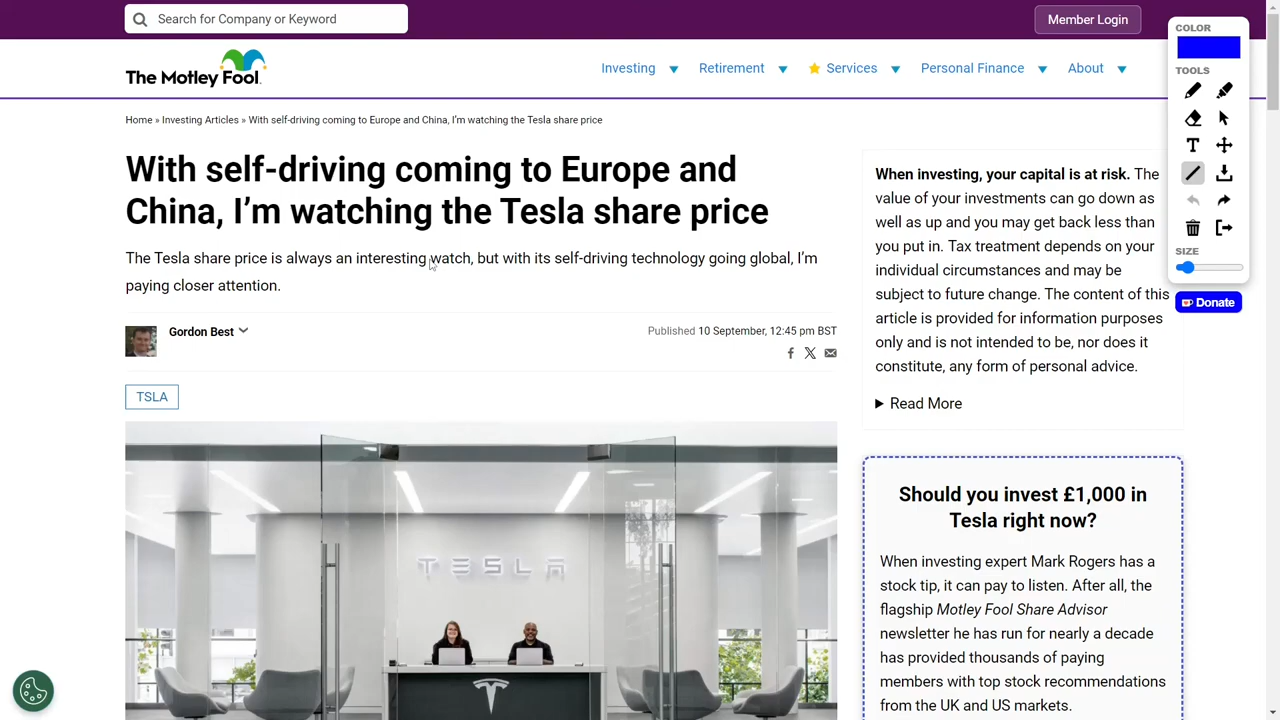 Search for Company or Keyword
Member Login
The Motley Fool.
Investing
Retirement
Services
Personal Finance
About
Home » Investing Articles » With self-driving coming to Europe and China, I'm watching the Tesla share price
With self-driving coming to Europe and
China, I'm watching the Tesla share price
The Tesla share price is always an interesting watch, but with its self-driving technology going global, I'm
paying closer attention.
Gordon Best
Published 10 September, 12:45 pm BST
TSLA
TESLA
When investing, your capital is at risk. The
value of your investments can go down as
well as up and you may get back less than
you put in. Tax treatment depends on your
individual circumstances and may be
subject to future change. The content of this
article is provided for information purposes
only and is not intended to be, nor does it
constitute, any form of personal advice.
Read More
Should you invest £1,000 in
Tesla right now?
When investing expert Mark Rogers has a
stock tip, it can pay to listen. After all, the
flagship Motley Fool Share Advisor
newsletter he has run for nearly a decade
has provided thousands of paying
members with top stock recommendations
from the UK and US markets.
COLOR
TOOLS
T
SIZE
Donate